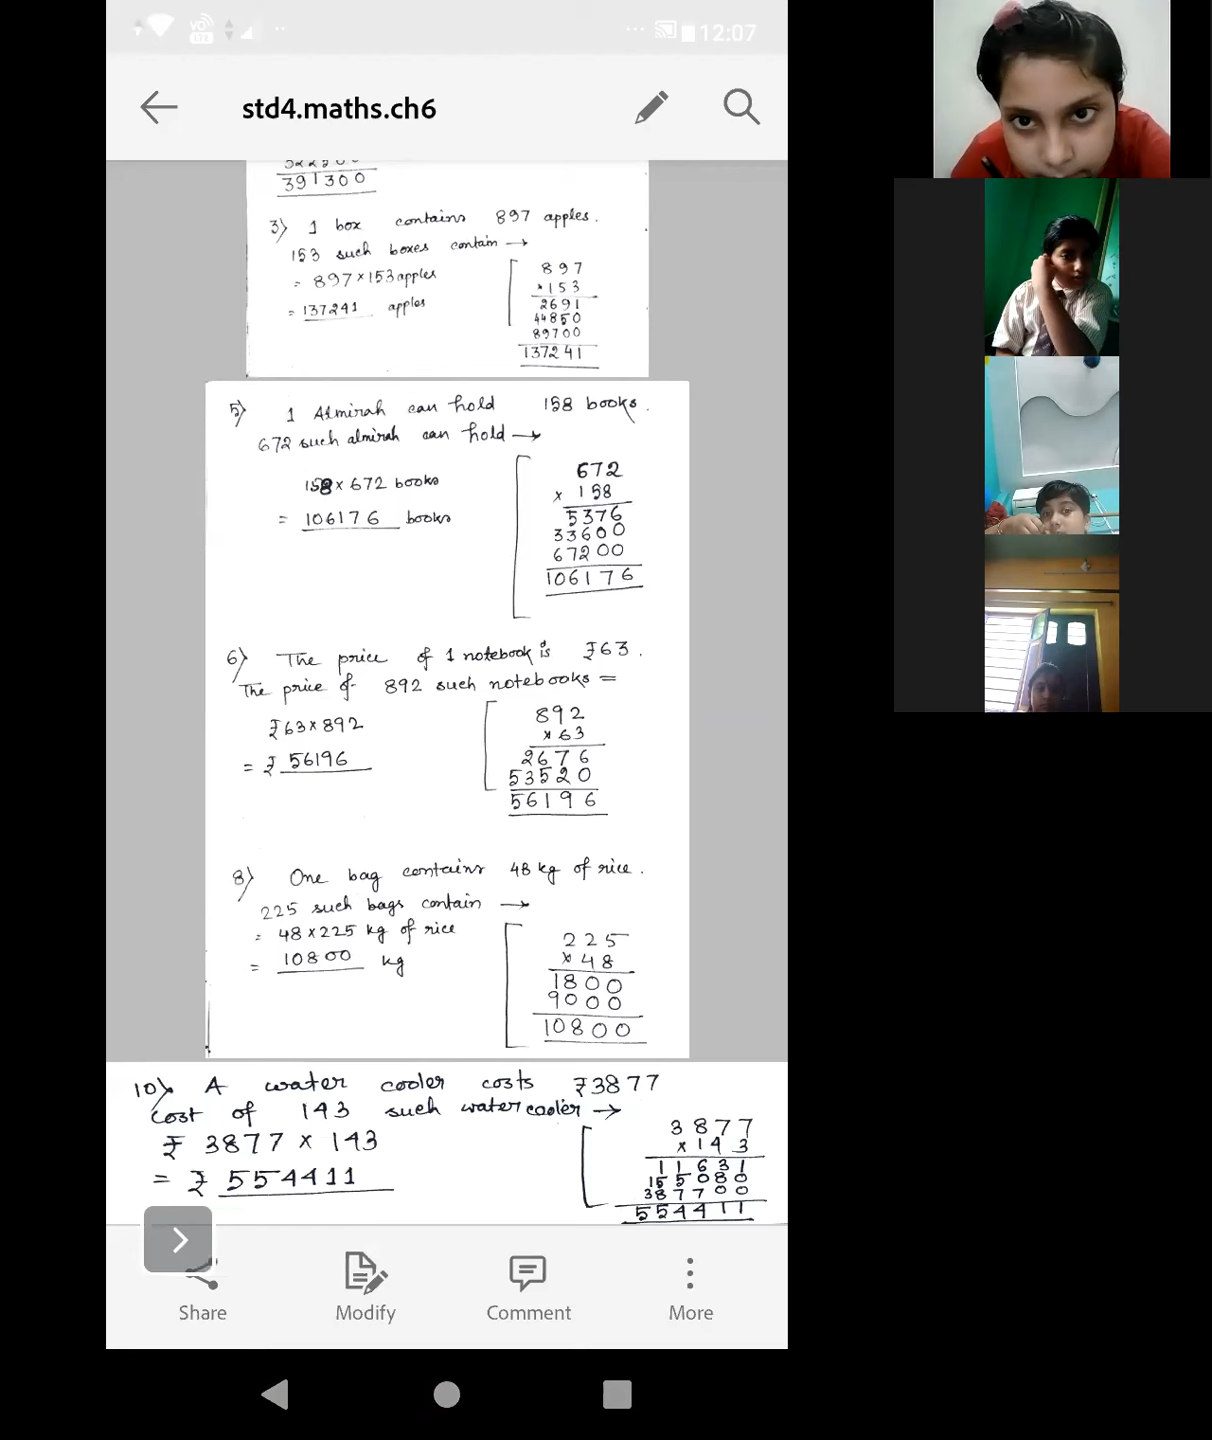 VO
LTE
12:07
std4.maths.ch6
391300
3) 1 box contains 897 apples.
153 such boxes contain →
= 897 × 153 apples
= 137241 apples
897
× 153
2691
44850
89700
137241
5) 1 Almirah can hold 158 books.
672 such almirah can hold →
158 × 672 books
= 106176 books
672
× 158
5376
33600
67200
106176
6) The price of 1 notebook is ₹63.
The price of 892 such notebooks =
₹63 × 892
= ₹ 56196
892
× 63
2676
53520
56196
8) One bag contains 48 kg of rice.
225 such bags contain →
= 48 × 225 kg of rice
= 10800 kg
225
× 48
1800
9000
10800
10) A water cooler costs ₹3877
Cost of 143 such water cooler →
₹ 3877 × 143
= ₹ 554411
3877
× 143
11631
155080
387700
554411
Share Modify Comment More